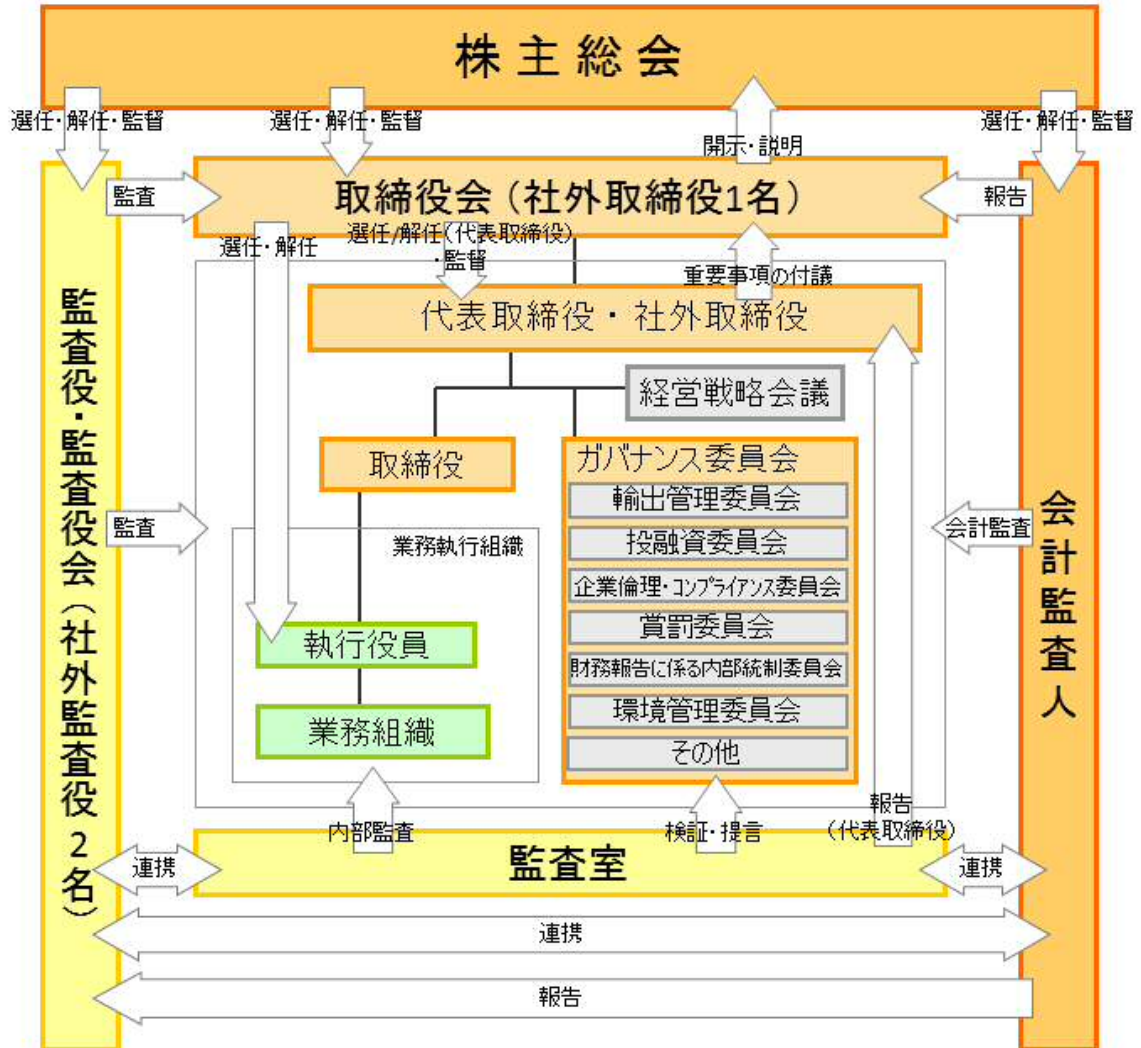 株主総会
選任・解任・監督
選任・解任・監督
開示・説明
選任・解任・監督
監査
取締役会（社外取締役1名）
報告
選任・解任
選任/解任（代表取締役）
・監督
重要事項の付議
代表取締役・社外取締役
経営戦略会議
取締役
ガバナンス委員会
輸出管理委員会
投融資委員会
企業倫理・コンプライアンス委員会
賞罰委員会
財務報告に係る内部統制委員会
環境管理委員会
その他
監査
業務執行組織
会計監査
執行役員
業務組織
監査役・監査役会（社外監査役2名）
会計監査人
内部監査
検証・提言
報告
（代表取締役）
連携
監査室
連携
連携
報告